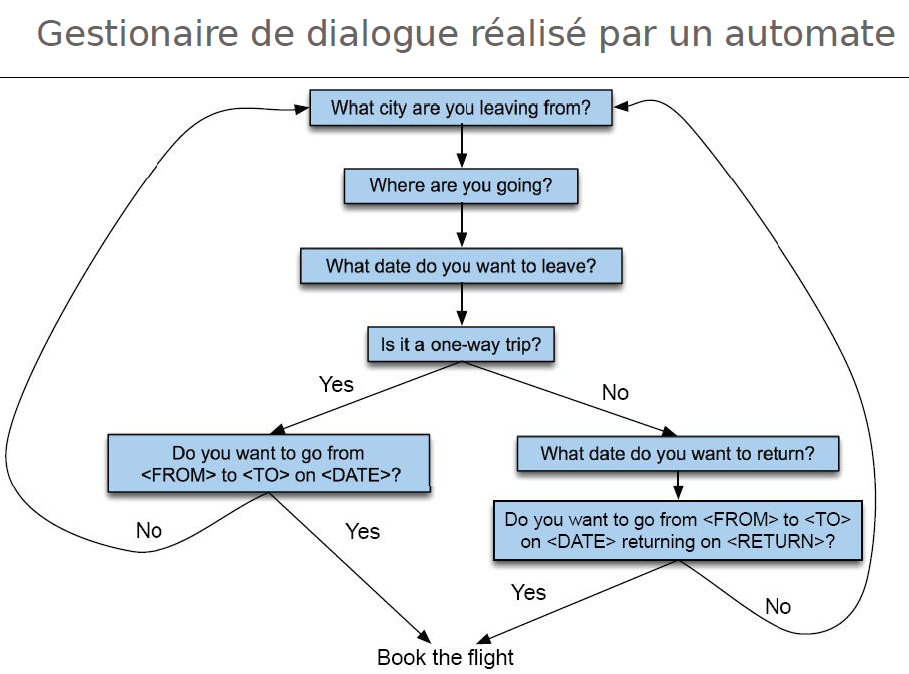 Gestionaire de dialogue réalisé par un automate
What city are you leaving from?
Where are you going?
What date do you want to leave?
Is it a one-way trip?
Yes
No
Do you want to go from
<FROM> to <TO> on <DATE>?
What date do you want to return?
Do you want to go from <FROM> to <TO>
on <DATE> returning on <RETURN>?
No
Yes
Yes
No
Book the flight